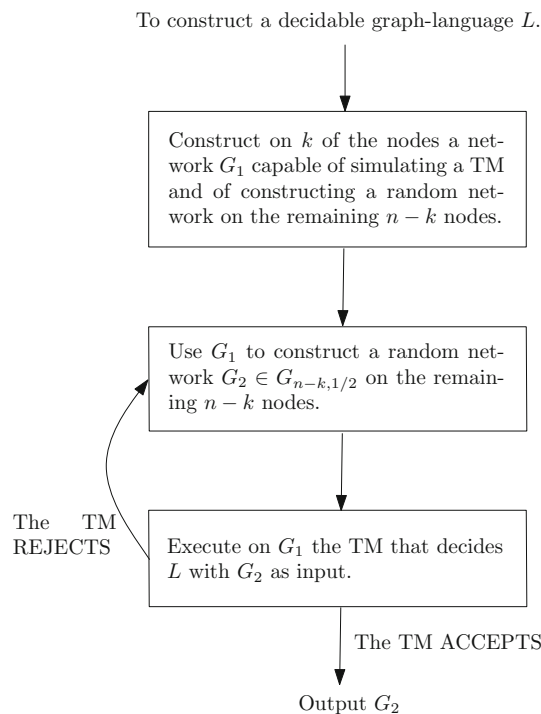 To construct a decidable graph-language L.
Construct on k of the nodes a net-
work G₁ capable of simulating a TM
and of constructing a random net-
work on the remaining n − k nodes.
Use G₁ to construct a random net-
work G₂ ∈ Gₙ₋ₖ,₁/₂ on the remain-
ing n − k nodes.
The TM
REJECTS
Execute on G₁ the TM that decides
L with G₂ as input.
The TM ACCEPTS
Output G₂